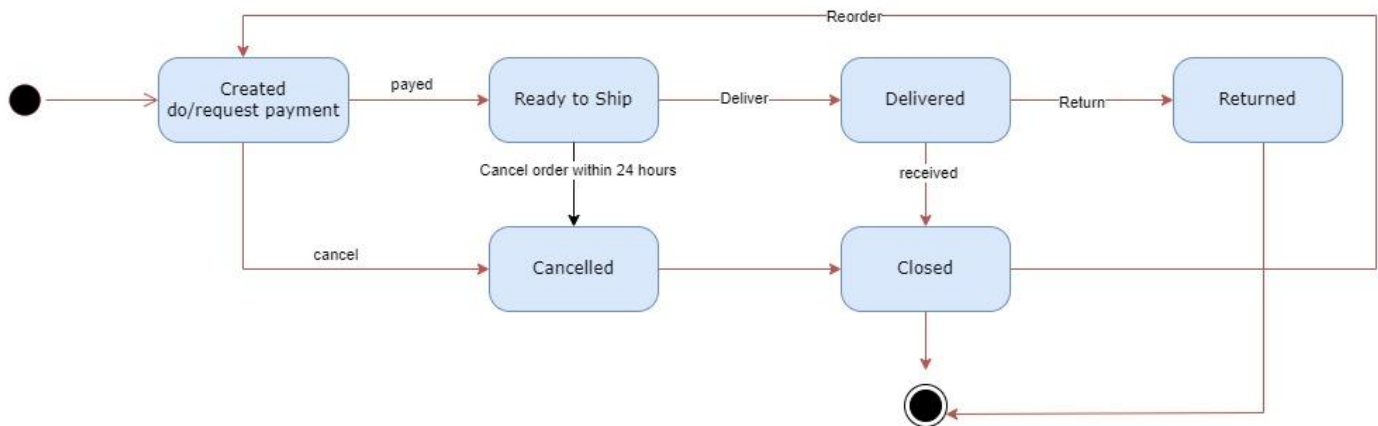 Reorder
Created
do/request payment
payed
Ready to Ship
Deliver
Delivered
Return
Returned
Cancel order within 24 hours
received
cancel
Cancelled
Closed